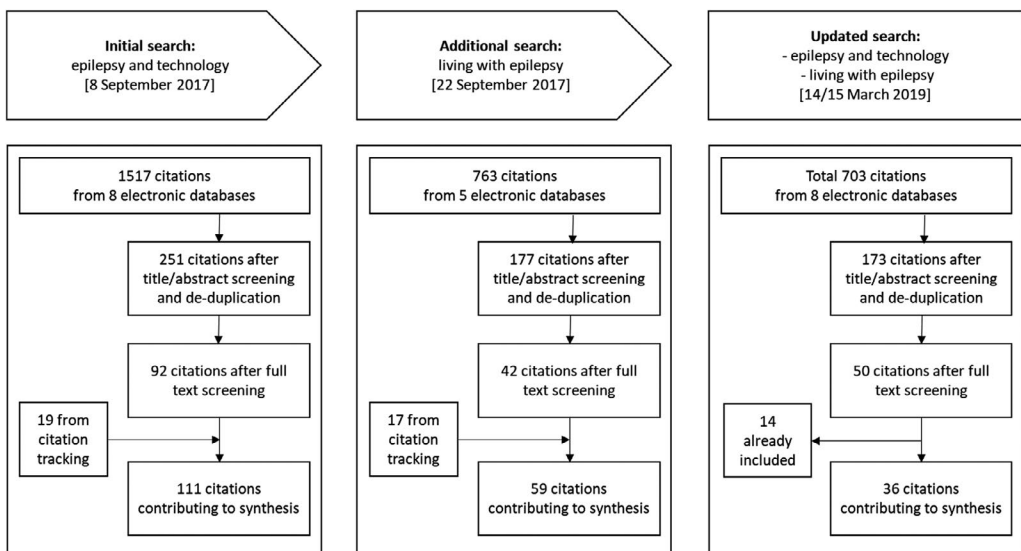 Initial search:
epilepsy and technology
[8 September 2017]
Additional search:
living with epilepsy
[22 September 2017]
Updated search:
- epilepsy and technology
- living with epilepsy
[14/15 March 2019]
1517 citations
from 8 electronic databases
251 citations after
title/abstract screening
and de-duplication
92 citations after full
text screening
19 from
citation
tracking
111 citations
contributing to synthesis
763 citations
from 5 electronic databases
177 citations after
title/abstract screening
and de-duplication
42 citations after full
text screening
17 from
citation
tracking
59 citations
contributing to synthesis
Total 703 citations
from 8 electronic databases
173 citations after
title/abstract screening
and de-duplication
50 citations after full
text screening
14
already
included
36 citations
contributing to synthesis